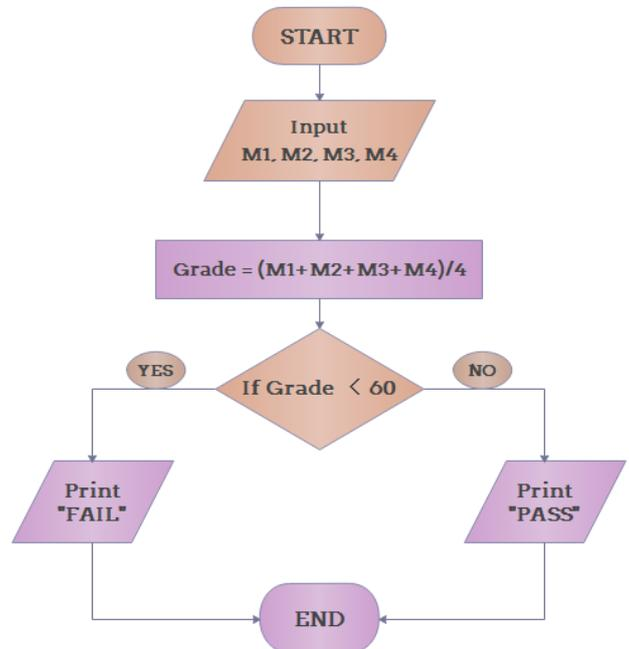 START
Input
M1, M2, M3, M4
Grade = (M1+M2+M3+M4)/4
If Grade < 60
YES
NO
Print
"FAIL"
Print
"PASS"
END